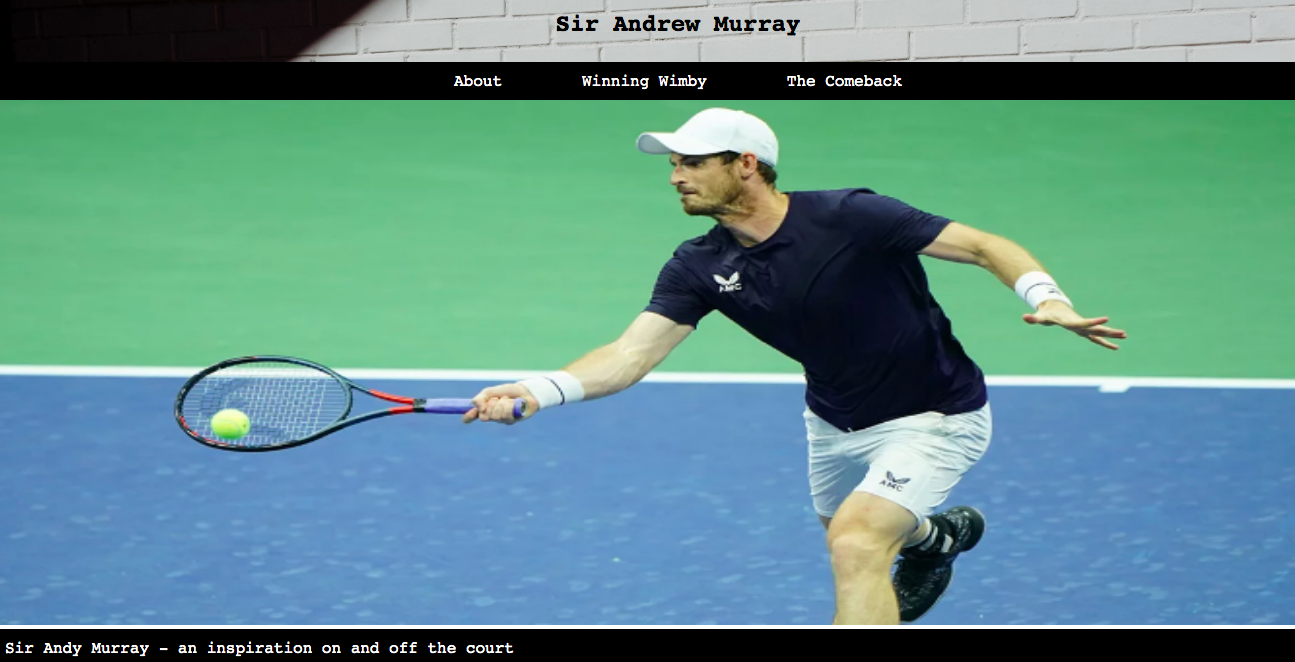 Sir Andrew Murray
About Winning Wimby The Comeback
AMC
AMC
Sir Andy Murray - an inspiration on and off the court